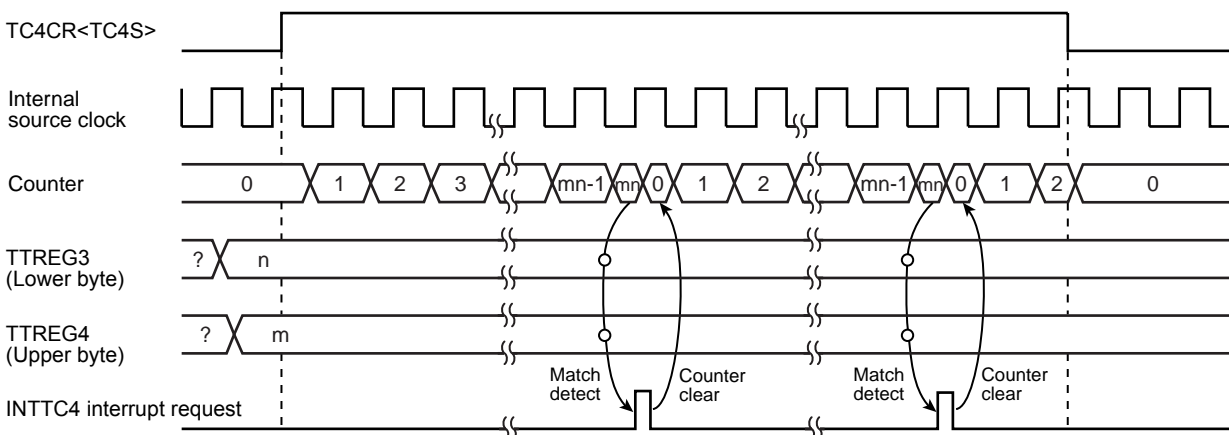 TC4CR<TC4S>
Internal
source clock
Counter
0 1 2 3 mn-1 mn 0 1 2 mn-1 mn 0 1 2 0
TTREG3
(Lower byte)
? n
TTREG4
(Upper byte)
? m
Match
detect
Counter
clear
Match
detect
Counter
clear
INTTC4 interrupt request